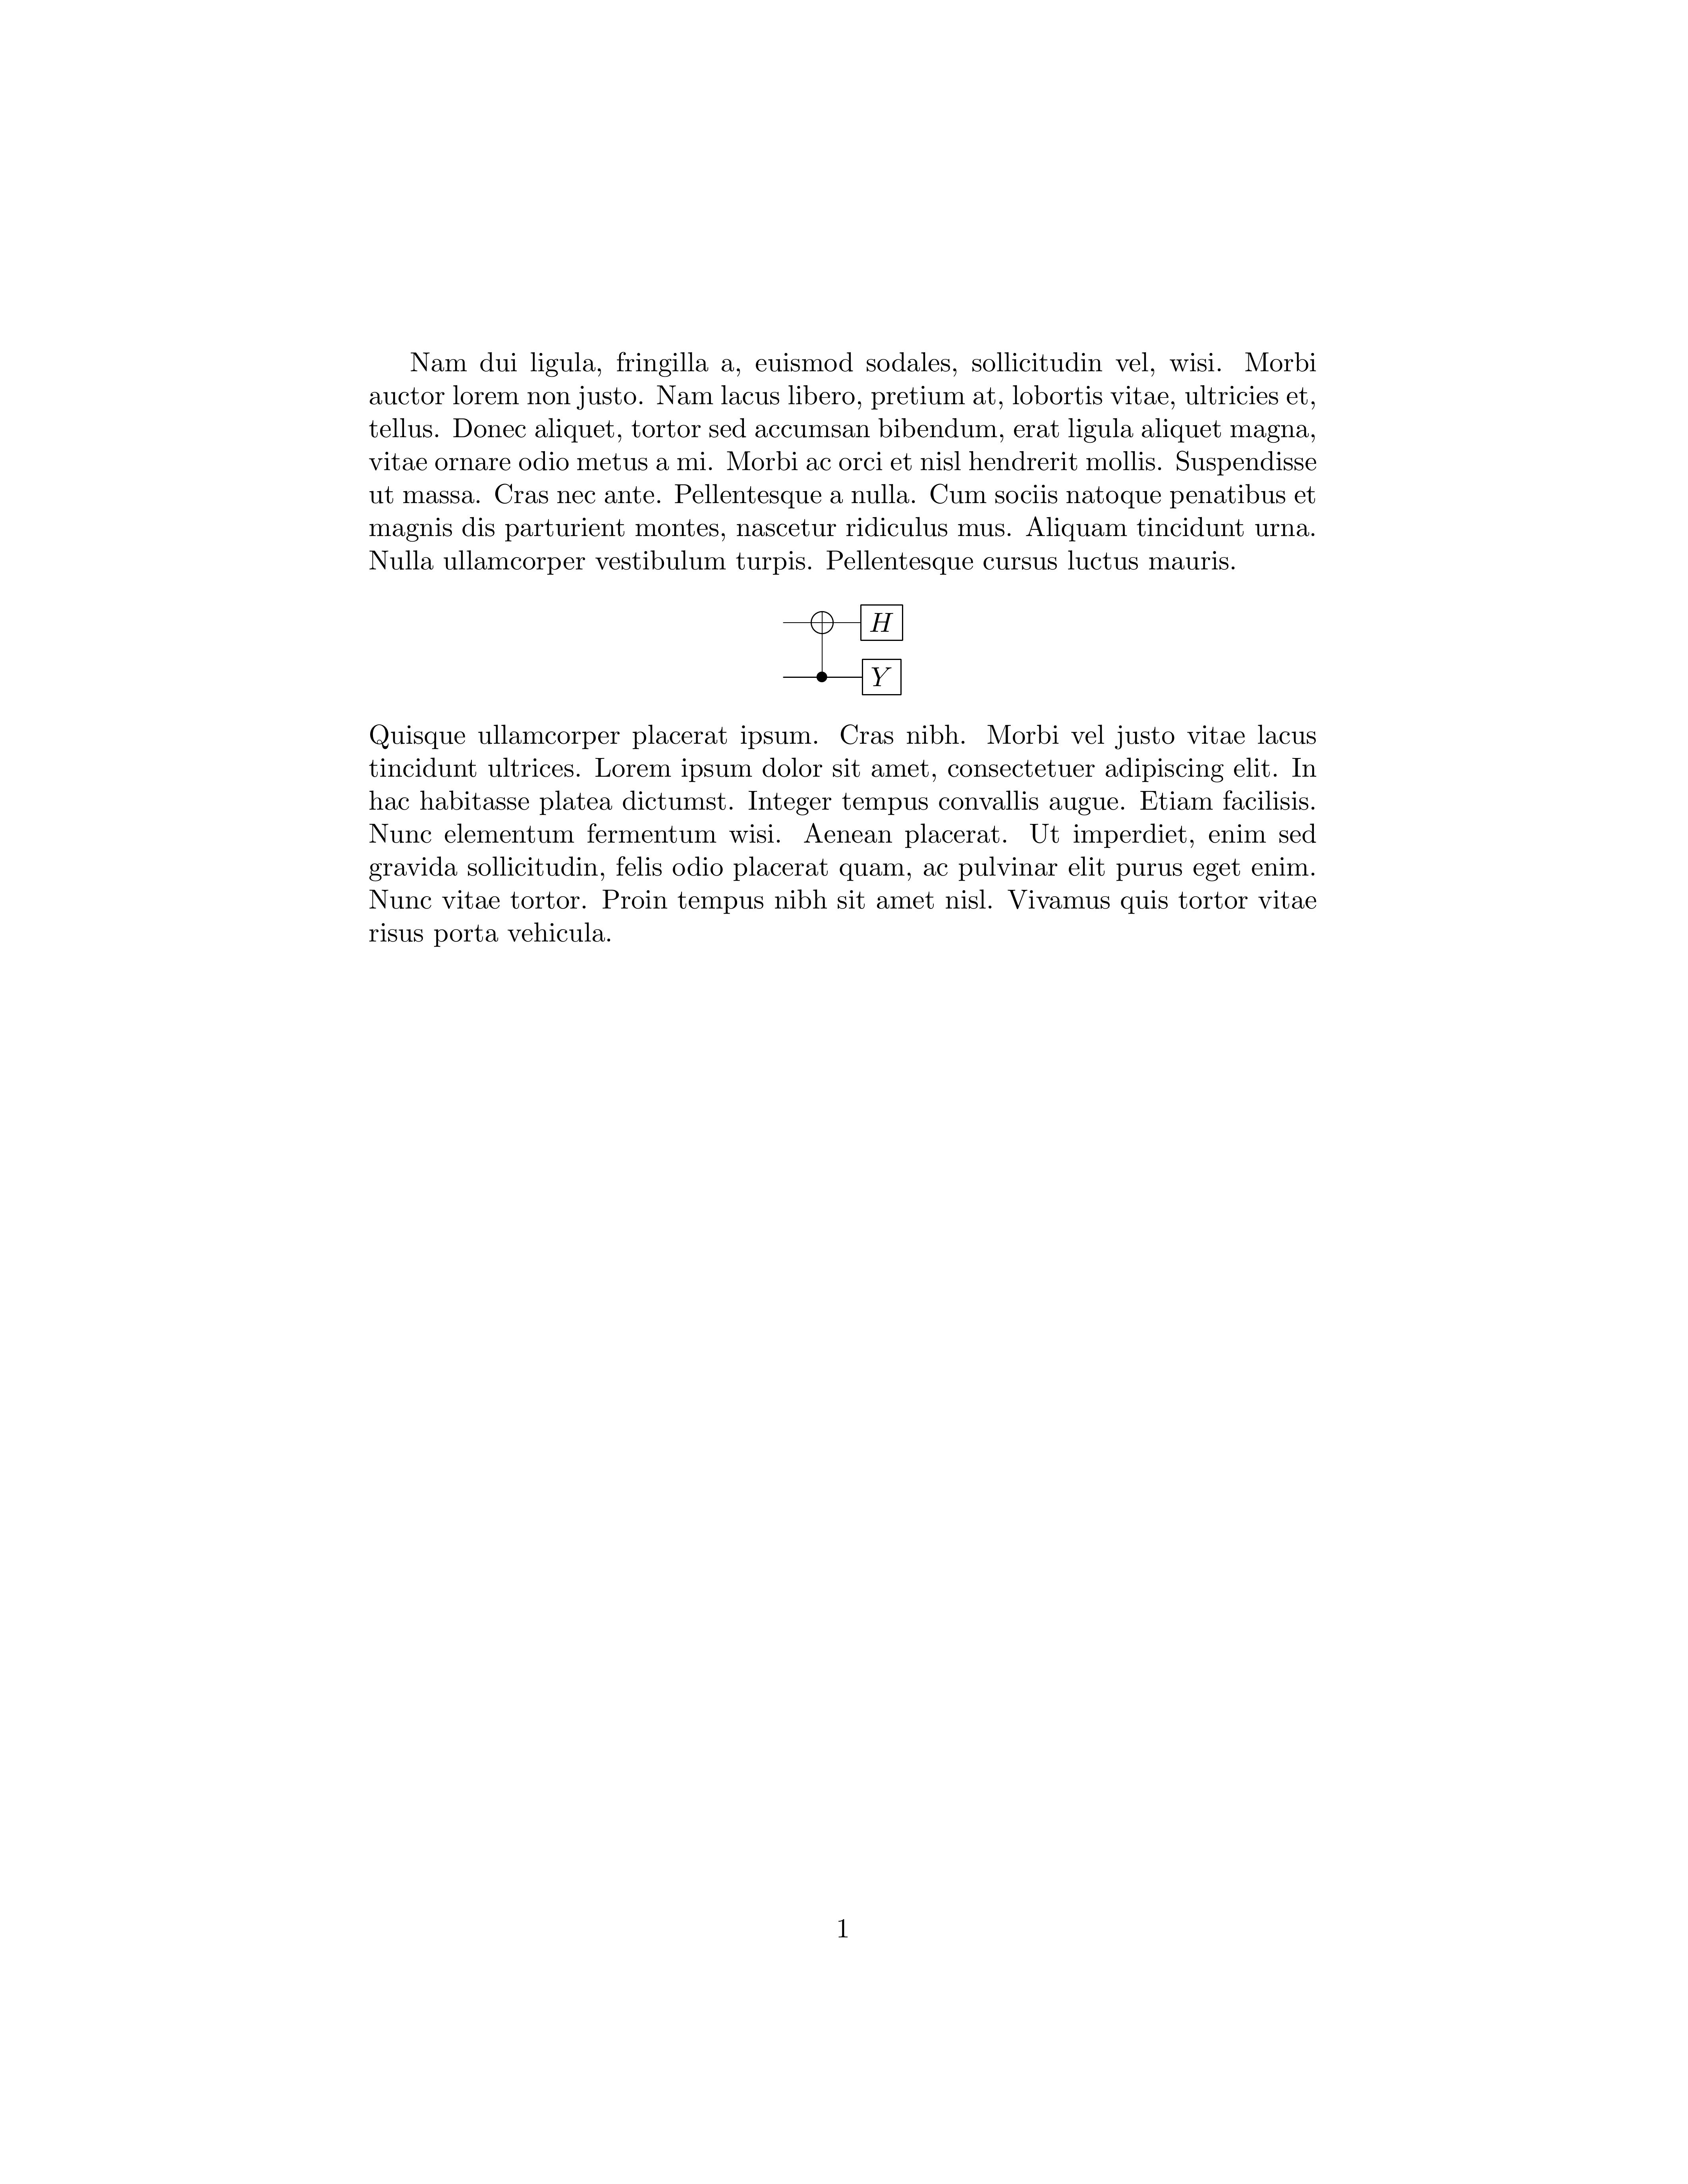 Nam dui ligula, fringilla a, euismod sodales, sollicitudin vel, wisi. Morbi
auctor lorem non justo. Nam lacus libero, pretium at, lobortis vitae, ultricies et,
tellus. Donec aliquet, tortor sed accumsan bibendum, erat ligula aliquet magna,
vitae ornare odio metus a mi. Morbi ac orci et nisl hendrerit mollis. Suspendisse
ut massa. Cras nec ante. Pellentesque a nulla. Cum sociis natoque penatibus et
magnis dis parturient montes, nascetur ridiculus mus. Aliquam tincidunt urna.
Nulla ullamcorper vestibulum turpis. Pellentesque cursus luctus mauris.
H
Y
Quisque ullamcorper placerat ipsum. Cras nibh. Morbi vel justo vitae lacus
tincidunt ultrices. Lorem ipsum dolor sit amet, consectetuer adipiscing elit. In
hac habitasse platea dictumst. Integer tempus convallis augue. Etiam facilisis.
Nunc elementum fermentum wisi. Aenean placerat. Ut imperdiet, enim sed
gravida sollicitudin, felis odio placerat quam, ac pulvinar elit purus eget enim.
Nunc vitae tortor. Proin tempus nibh sit amet nisl. Vivamus quis tortor vitae
risus porta vehicula.
1